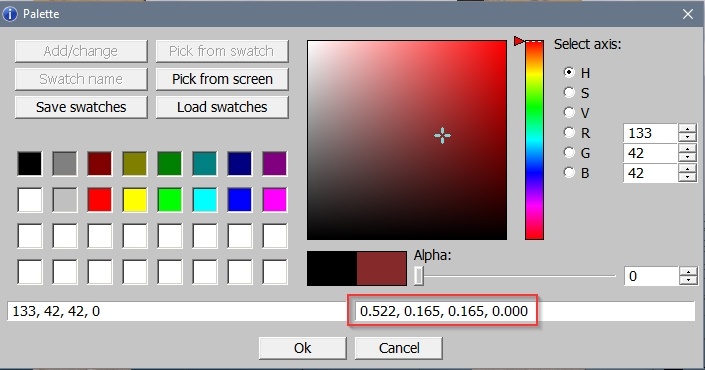 Palette
Add/change
Pick from swatch
Swatch name
Pick from screen
Save swatches
Load swatches
Select axis:
H
S
V
R 133
G 42
B 42
Alpha:
0
133, 42, 42, 0
0.522, 0.165, 0.165, 0.000
Ok
Cancel